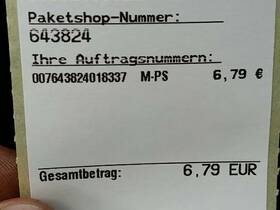 Paketshop-Nummer:
643824
Ihre Auftragsnummern:
007643824018337 M-PS 6,79 €
Gesamtbetrag: 6,79 EUR